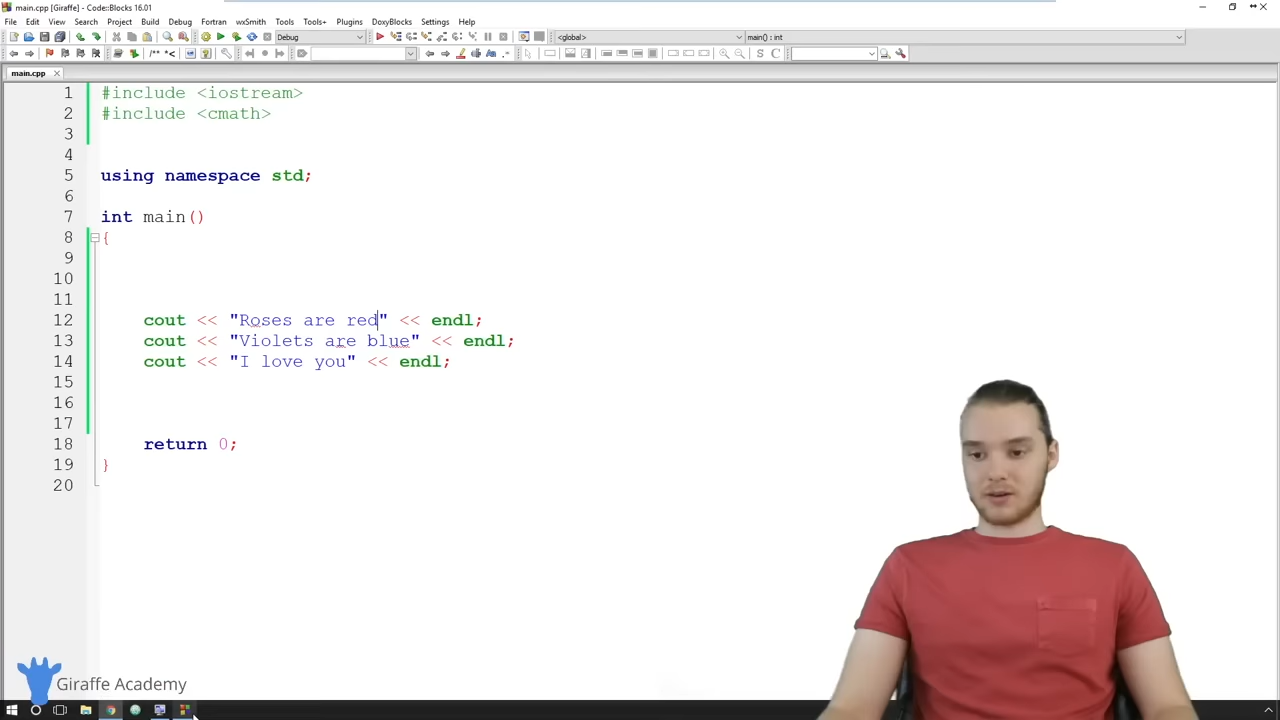 main.cpp [Giraffe] - Code::Blocks 16.01
File Edit View Search Project Build Debug Fortran wxSmith Tools Tools+ Plugins DoxyBlocks Settings Help
Debug <global> main() : int
/** *<
main.cpp
1 #include <iostream>
2 #include <cmath>
3
4
5 using namespace std;
6
7 int main()
8 {
9
10
11
12 cout << "Roses are red" << endl;
13 cout << "Violets are blue" << endl;
14 cout << "I love you" << endl;
15
16
17
18 return 0;
19 }
20
Giraffe Academy